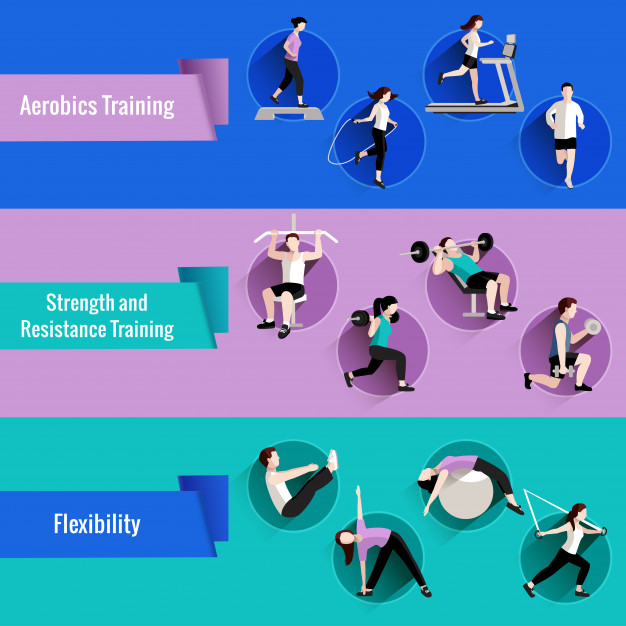 Aerobics Training
Strength and
Resistance Training
Flexibility